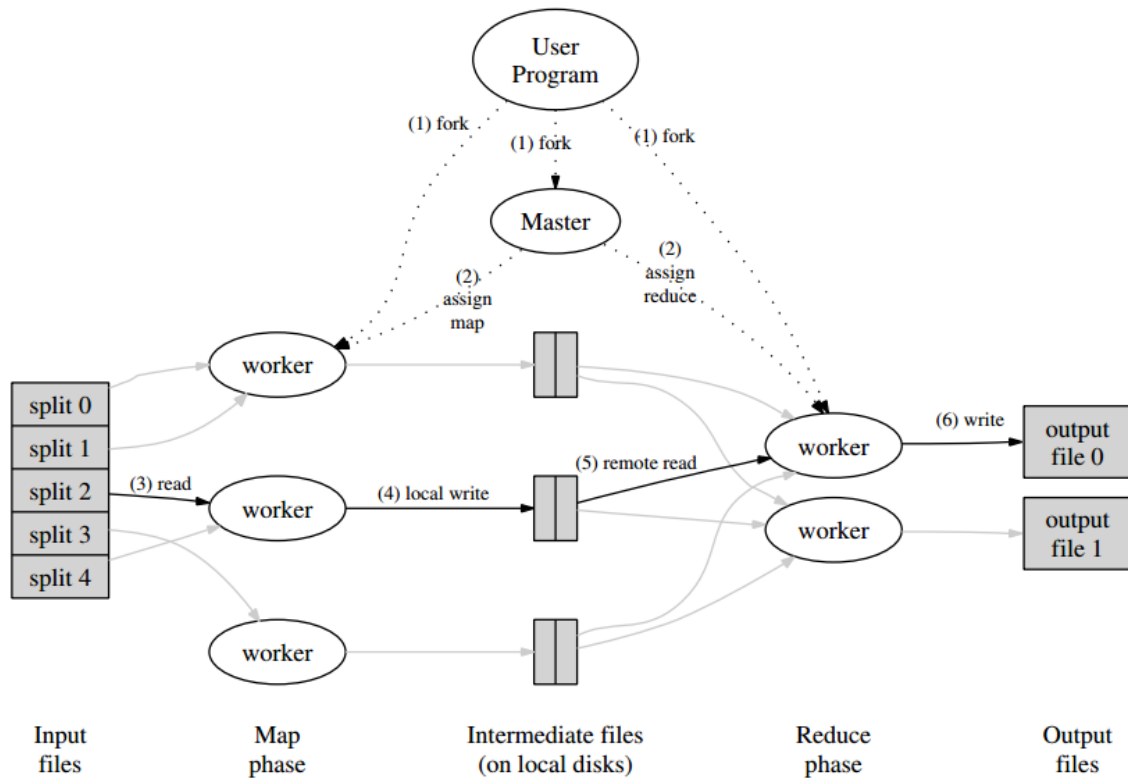 User
Program
(1) fork
(1) fork
(1) fork
Master
(2)
assign
map
(2)
assign
reduce
worker
split 0
split 1
split 2
split 3
split 4
(3) read
worker
(4) local write
worker
(5) remote read
worker
(6) write
output
file 0
worker
output
file 1
Input
files
Map
phase
Intermediate files
(on local disks)
Reduce
phase
Output
files